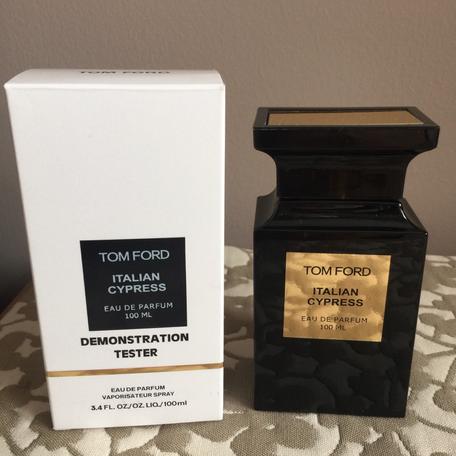 TOM FORD
TOM FORD
ITALIAN
CYPRESS
EAU DE PARFUM
100 ML
DEMONSTRATION
TESTER
EAU DE PARFUM
VAPORISATEUR SPRAY
3.4 FL. OZ./OZ. LIQ./100ml
TOM FORD
ITALIAN
CYPRESS
EAU DE PARFUM
100 ML